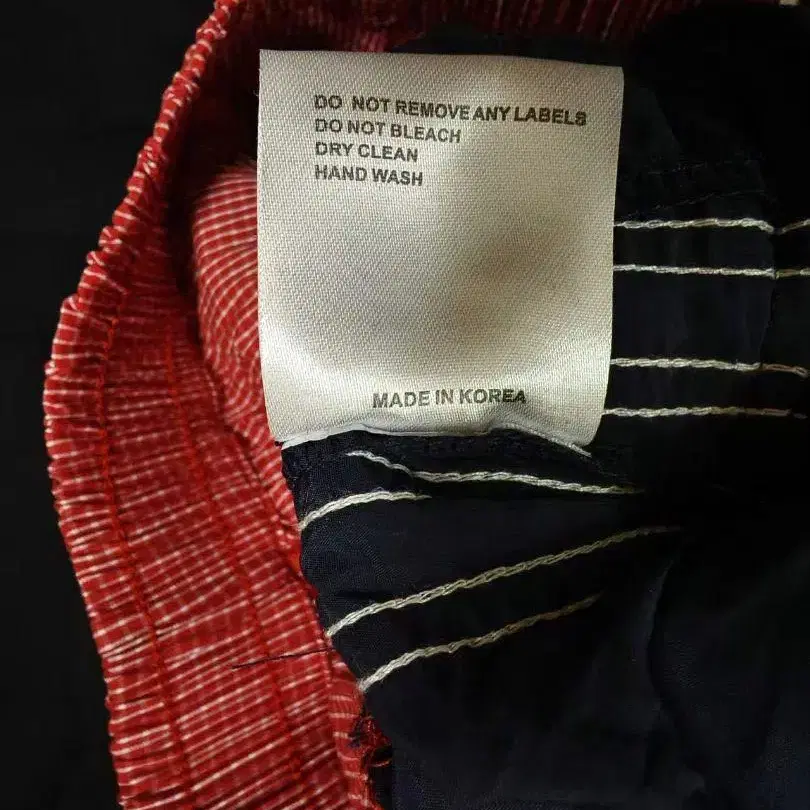 DO NOT REMOVE ANY LABELS
DO NOT BLEACH
DRY CLEAN
HAND WASH
MADE IN KOREA